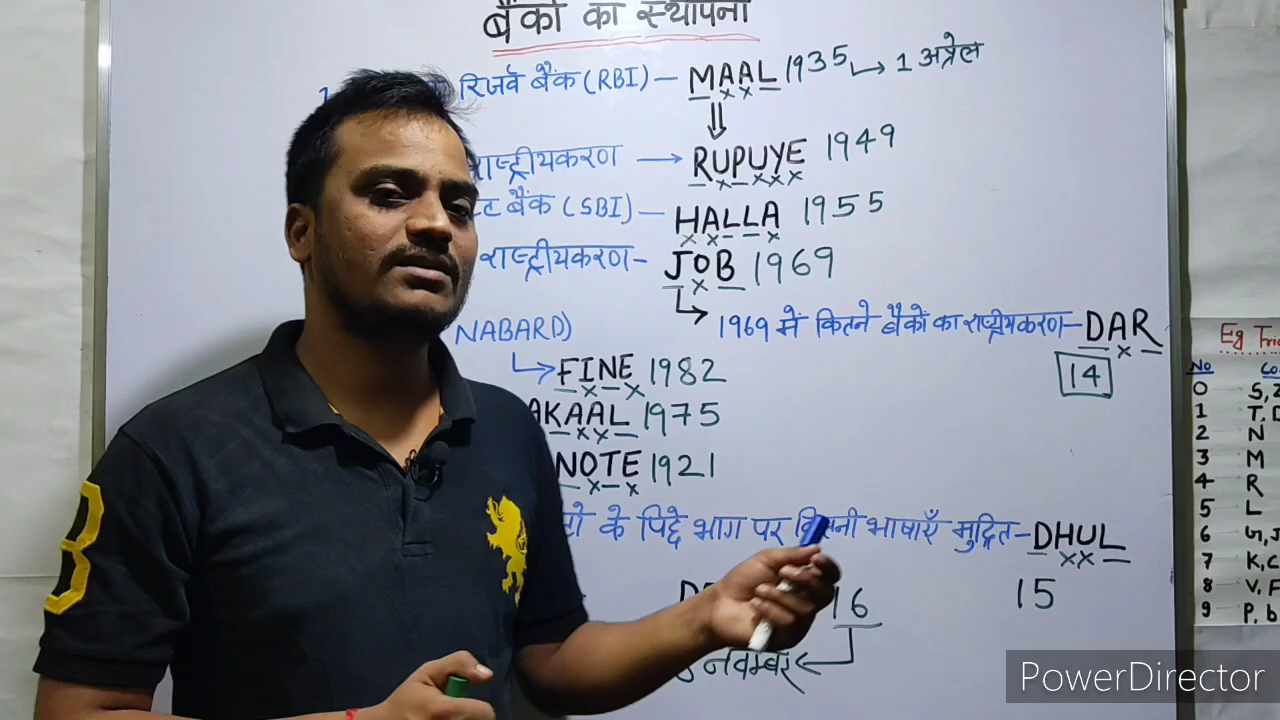 बैंकों का स्थापना
रिजर्व बैंक (RBI) – MAAL 1935 → 1 अप्रैल
राष्ट्रीयकरण → RUPUYE 1949
बैंक (SBI) – HALLA 1955
राष्ट्रीयकरण - JOB 1969
→ 1969 में कितने बैंकों का राष्ट्रीयकरण - DAR
14
NABARD)
→ FINE 1982
AKAAL 1975
NOTE 1921
के पिछे भाग पर कितनी भाषाएँ मुद्रित - DHUL
15
16
नवम्बर ←
Eg
No
0 S,
1 T,
2 N
3 M
4 R
5 L
6
7 K,
8 V,
9 P, b
PowerDirector